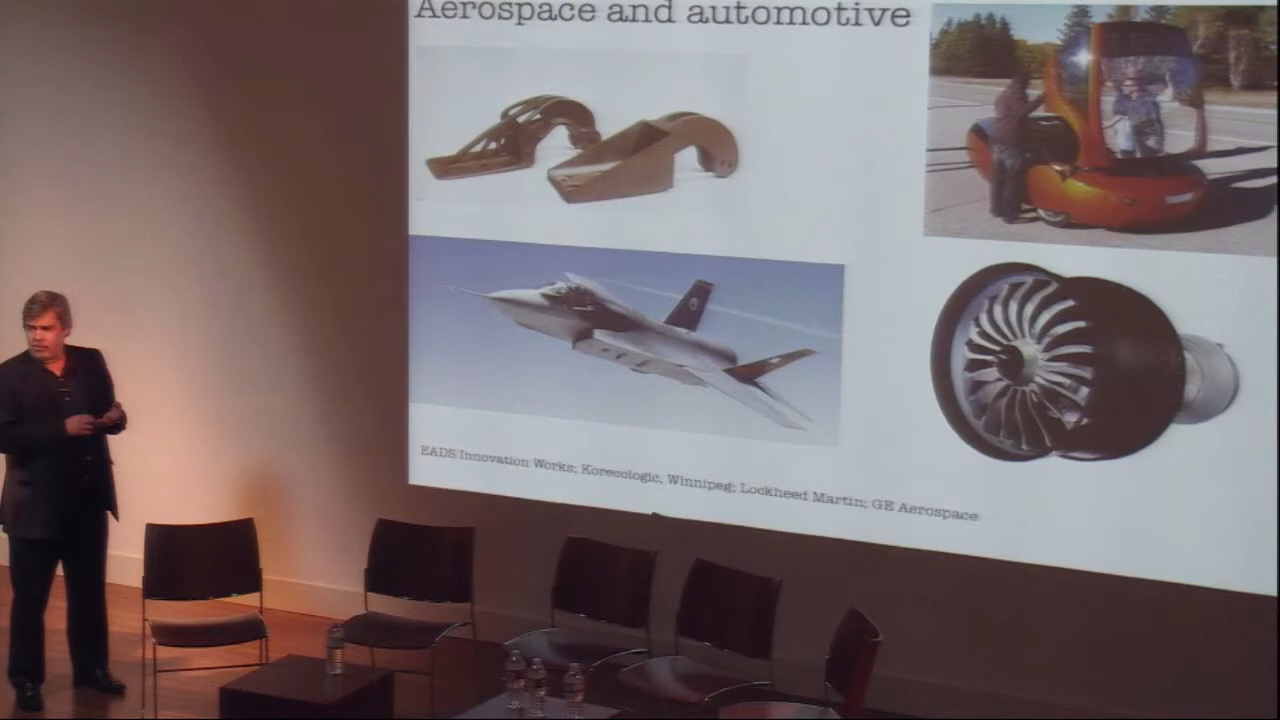 Aerospace and automotive
EADS Innovation Works; Korecologic, Winnipeg; Lockheed Martin; GE Aerospace